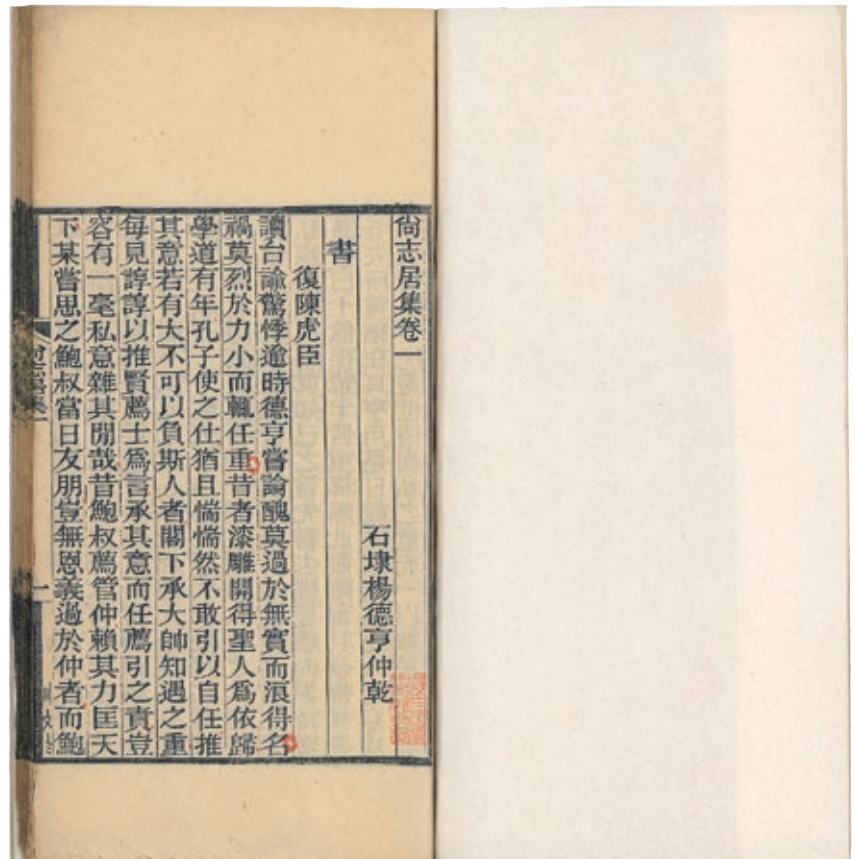 尚志居集卷一
石埭楊德亨仲乾
書
復陳虎臣
讀台諭驚悸逾時德亨嘗論醜莫過於無實而浪得名
禍莫烈於力小而輒任重昔者漆雕開得聖人爲依歸
學道有年孔子使之仕猶且惴惴然不敢引以自任推
其意若有大不可以負斯人者閣下承大帥知遇之重
每見諄諄以推賢薦士爲言承其意而任薦引之責豈
容有一毫私意雜其閒哉昔鮑叔薦管仲賴其力匡天
下某嘗思之鮑叔當日友朋豈無恩義過於仲者而鮑
尚志居集一
一